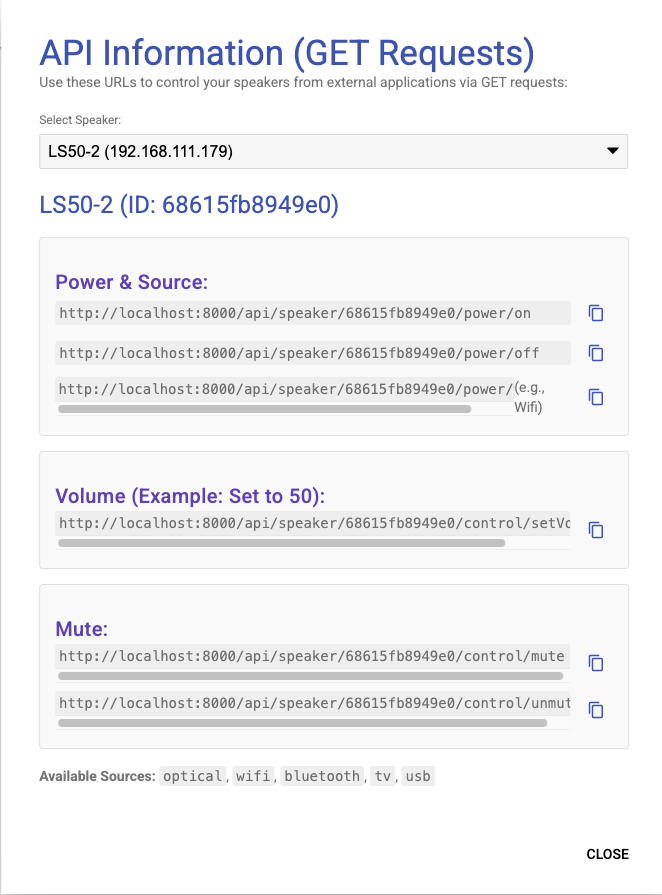 API Information (GET Requests)
Use these URLs to control your speakers from external applications via GET requests:
Select Speaker:
LS50-2 (192.168.111.179)
LS50-2 (ID: 68615fb8949e0)
Power & Source:
http://localhost:8000/api/speaker/68615fb8949e0/power/on
http://localhost:8000/api/speaker/68615fb8949e0/power/off
http://localhost:8000/api/speaker/68615fb8949e0/power/ (e.g.,
Wifi)
Volume (Example: Set to 50):
http://localhost:8000/api/speaker/68615fb8949e0/control/setVo
Mute:
http://localhost:8000/api/speaker/68615fb8949e0/control/mute
http://localhost:8000/api/speaker/68615fb8949e0/control/unmut
Available Sources: optical, wifi, bluetooth, tv, usb
CLOSE